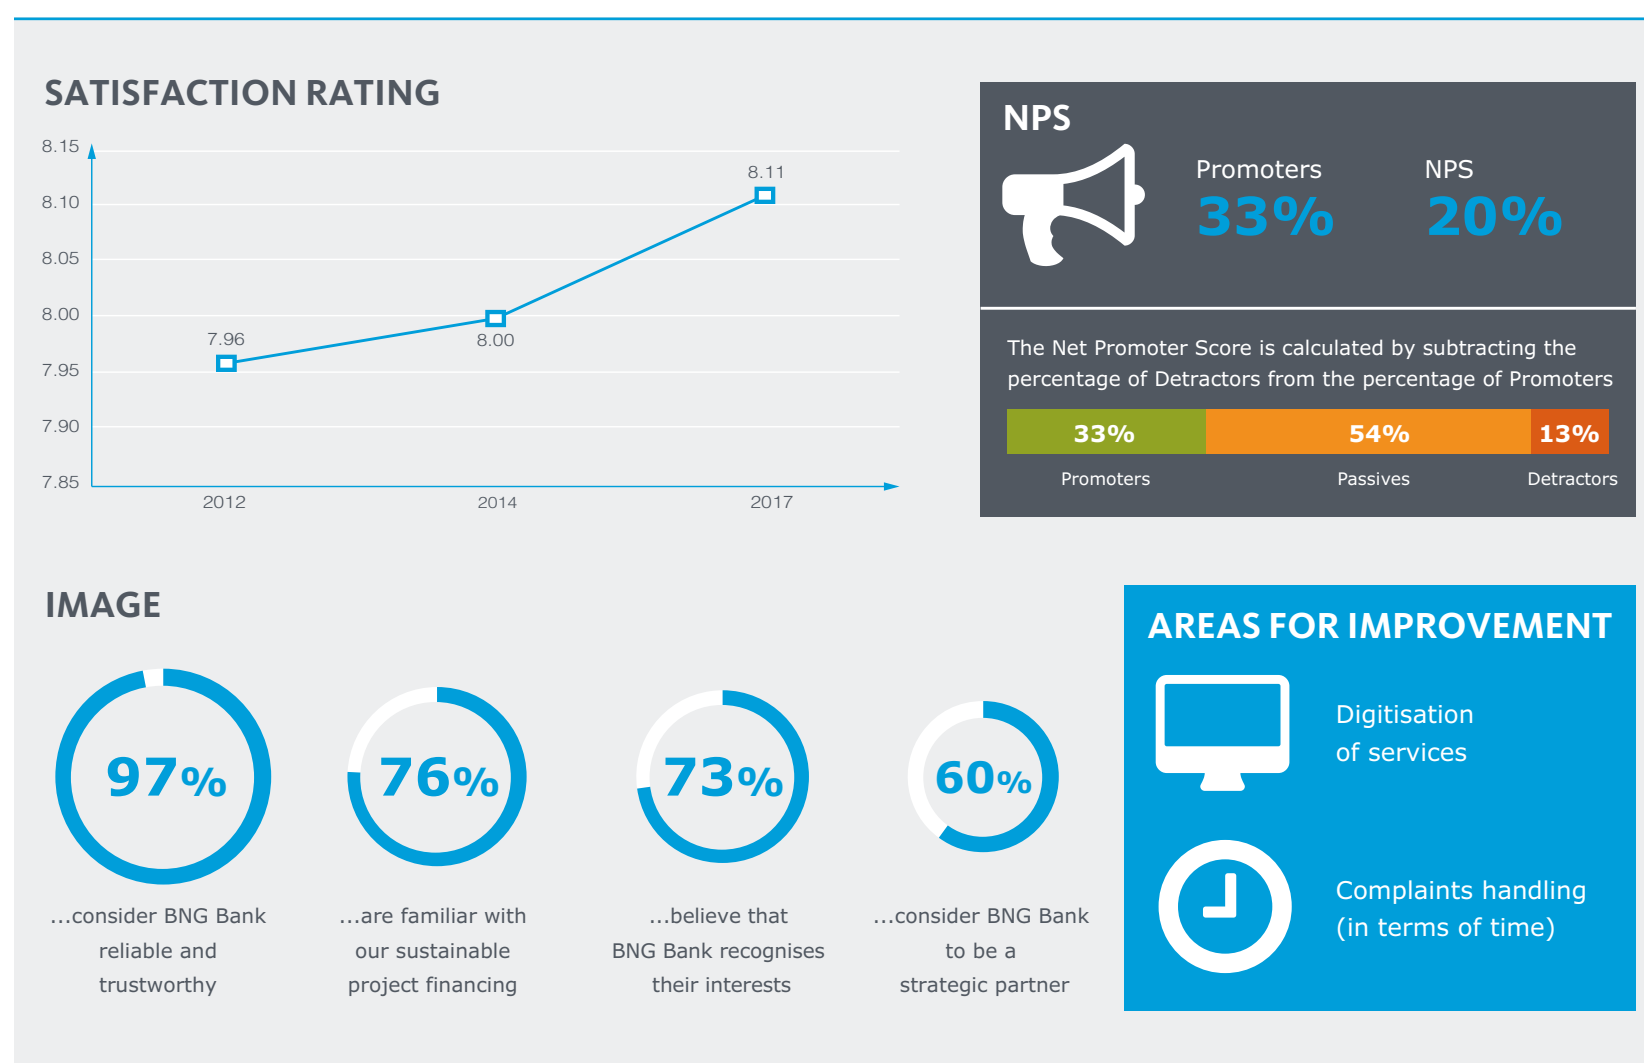 SATISFACTION RATING
8.15
8.10
8.05
8.00
7.95
7.90
7.85
7.96
8.00
8.11
2012
2014
2017
NPS
Promoters
33%
NPS
20%
The Net Promoter Score is calculated by subtracting the
percentage of Detractors from the percentage of Promoters
33%
54%
13%
Promoters
Passives
Detractors
IMAGE
97%
...consider BNG Bank
reliable and
trustworthy
76%
...are familiar with
our sustainable
project financing
73%
...believe that
BNG Bank recognises
their interests
60%
...consider BNG Bank
to be a
strategic partner
AREAS FOR IMPROVEMENT
Digitisation
of services
Complaints handling
(in terms of time)